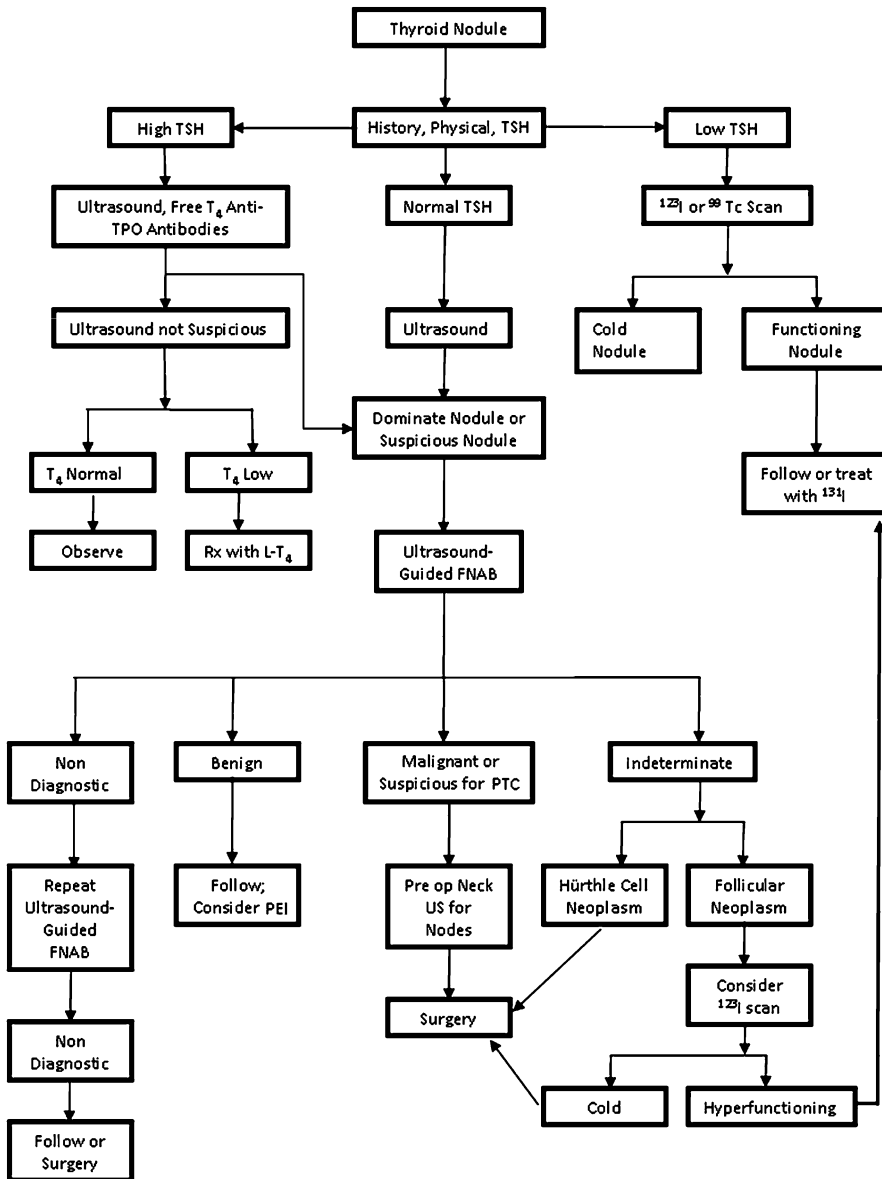 Thyroid Nodule
High TSH
History, Physical, TSH
Low TSH
Ultrasound, Free T₄ Anti-
TPO Antibodies
Normal TSH
¹²³I or ⁹⁹ Tc Scan
Ultrasound not Suspicious
Ultrasound
Cold
Nodule
Functioning
Nodule
Dominate Nodule or
Suspicious Nodule
T₄ Normal
T₄ Low
Follow or treat
with ¹³¹I
Observe
Rx with L-T₄
Ultrasound-
Guided FNAB
Non
Diagnostic
Benign
Malignant or
Suspicious for PTC
Indeterminate
Repeat
Ultrasound-
Guided
FNAB
Follow;
Consider PEI
Pre op Neck
US for
Nodes
Hürthle Cell
Neoplasm
Follicular
Neoplasm
Consider
¹²³I scan
Surgery
Non
Diagnostic
Cold
Hyperfunctioning
Follow or
Surgery